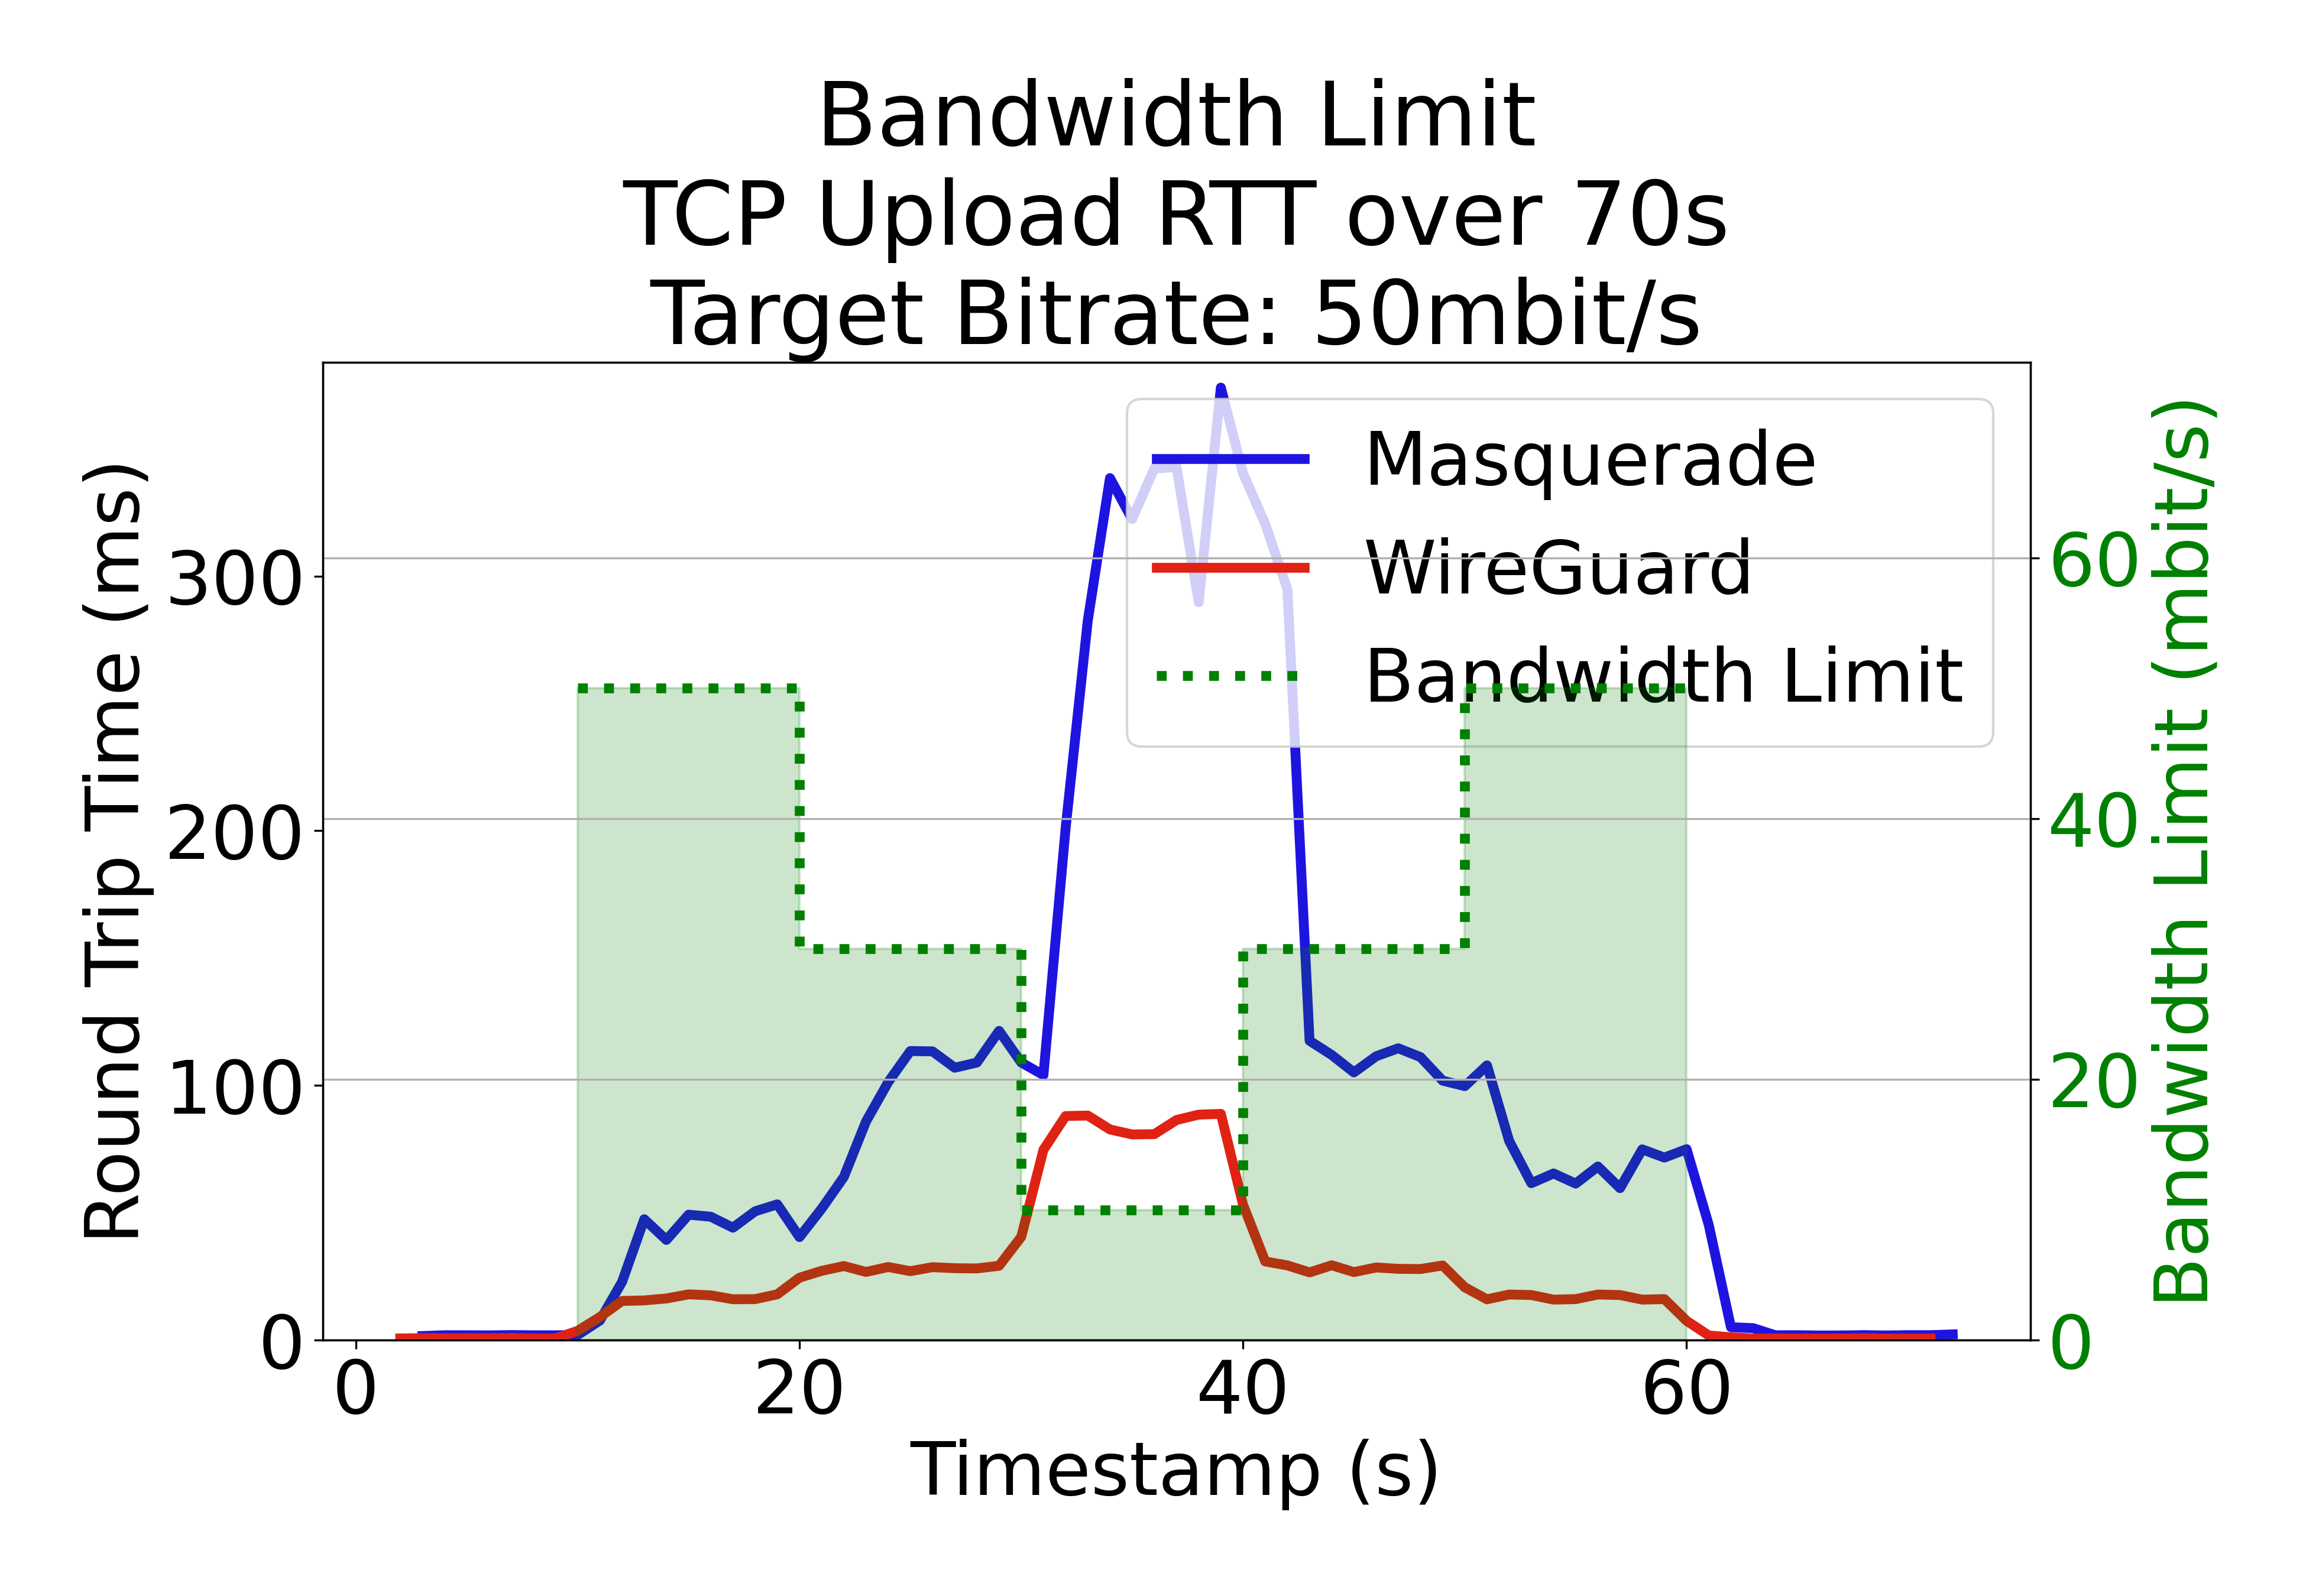 Bandwidth Limit
TCP Upload RTT over 70s
Target Bitrate: 50mbit/s
Round Trip Time (ms)
300
200
100
0
Masquerade
WireGuard
Bandwidth Limit
60
40
20
0
Bandwidth Limit (mbit/s)
0
20
40
60
Timestamp (s)